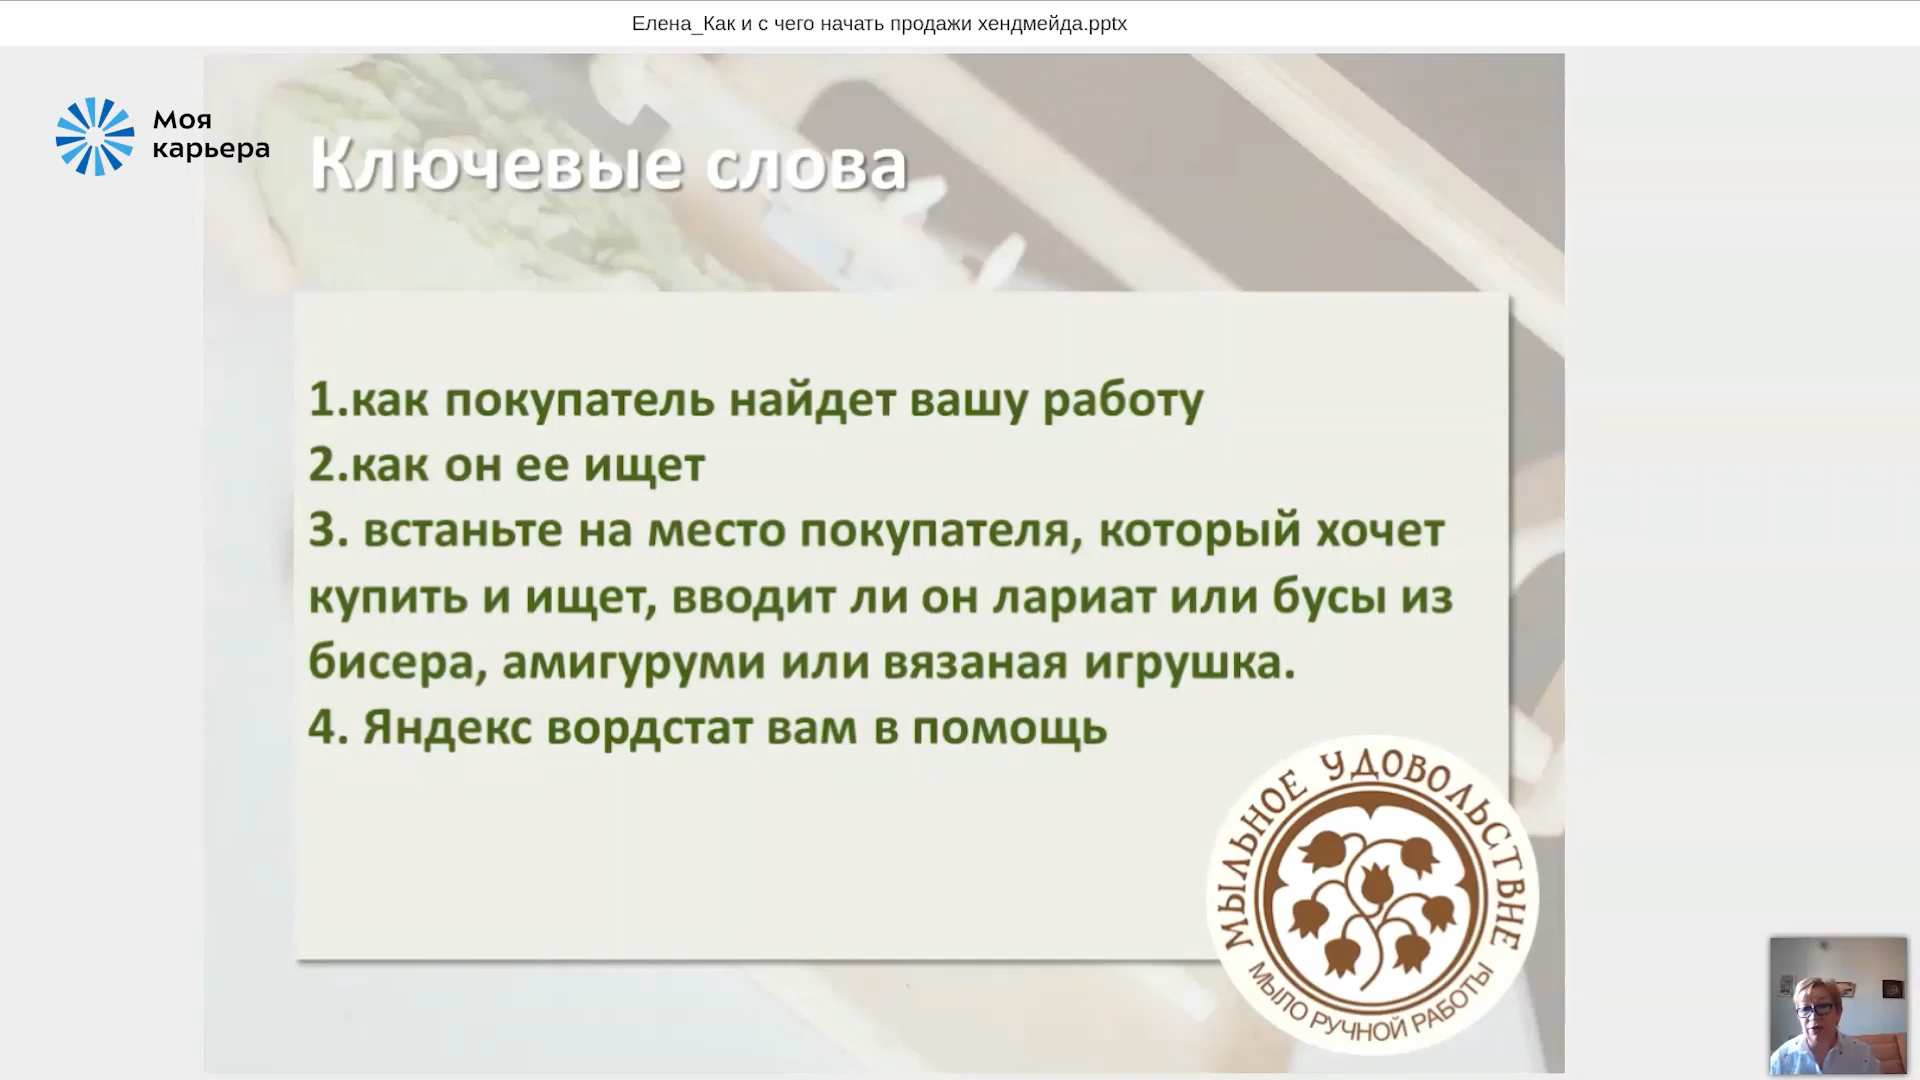 Елена_Как и с чего начать продажи хендмейда.pptx
Моя
карьера
Ключевые слова
1.как покупатель найдет вашу работу
2.как он ее ищет
3. встаньте на место покупателя, который хочет
купить и ищет, вводит ли он лариат или бусы из
бисера, амигуруми или вязаная игрушка.
4. Яндекс вордстат вам в помощь
МЫЛЬНОЕ УДОВОЛЬСТВИЕ
МЫЛО РУЧНОЙ РАБОТЫ